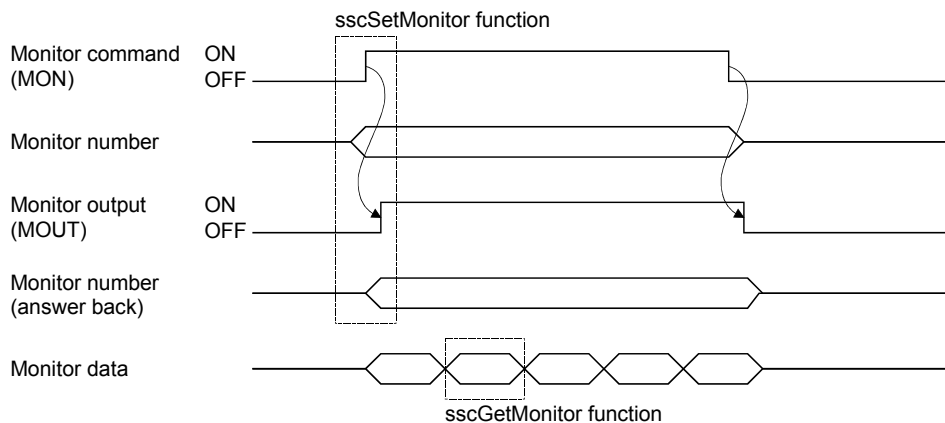 sscSetMonitor function
Monitor command ON
(MON) OFF
Monitor number
Monitor output ON
(MOUT) OFF
Monitor number
(answer back)
Monitor data
sscGetMonitor function